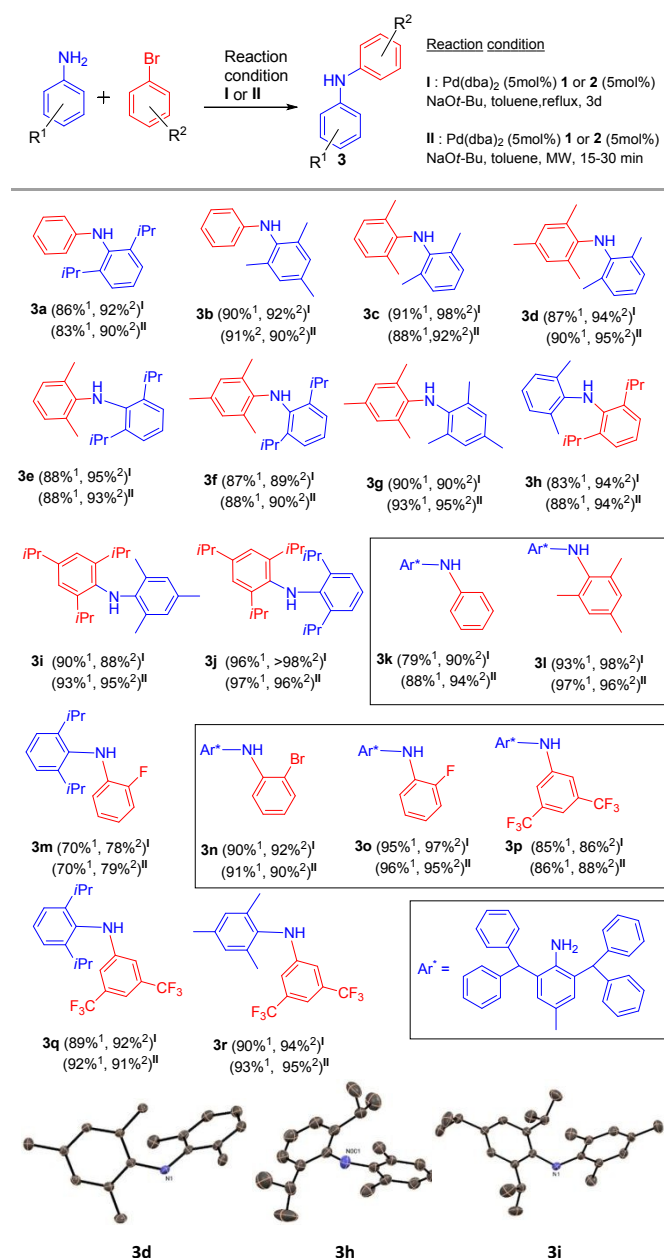 NH2
Br
R1
+
R2
Reaction
condition
I or II
R2
HN
R1
3
Reaction condition
I : Pd(dba)2 (5mol%) 1 or 2 (5mol%)
NaOt-Bu, toluene,reflux, 3d
II : Pd(dba)2 (5mol%) 1 or 2 (5mol%)
NaOt-Bu, toluene, MW, 15-30 min
H
N
iPr
iPr
3a (86%1, 92%2)I
(83%1, 90%2)II
H
N
3b (90%1, 92%2)I
(91%2, 90%2)II
H
N
3c (91%1, 98%2)I
(88%1,92%2)II
H
N
3d (87%1, 94%2)I
(90%1, 95%2)II
H
N
iPr
iPr
3e (88%1, 95%2)I
(88%1, 93%2)II
H
N
iPr
iPr
3f (87%1, 89%2)I
(88%1, 90%2)II
H
N
3g (90%1, 90%2)I
(93%1, 95%2)II
H
N
iPr
iPr
3h (83%1, 94%2)I
(88%1, 94%2)II
iPr
iPr
iPr
N
H
3i (90%1, 88%2)I
(93%1, 95%2)II
iPr
iPr
iPr
iPr
iPr
N
H
3j (96%1, >98%2)I
(97%1, 96%2)II
Ar*
NH
3k (79%1, 90%2)I
(88%1, 94%2)II
Ar*
NH
3l (93%1, 98%2)I
(97%1, 96%2)II
iPr
iPr
NH
F
3m (70%1, 78%2)I
(70%1, 79%2)II
Ar*
NH
Br
3n (90%1, 92%2)I
(91%1, 90%2)II
Ar*
NH
F
3o (95%1, 97%2)I
(96%1, 95%2)II
Ar*
NH
F3C
CF3
3p (85%1, 86%2)I
(86%1, 88%2)II
iPr
iPr
NH
F3C
CF3
3q (89%1, 92%2)I
(92%1, 91%2)II
NH
F3C
CF3
3r (90%1, 94%2)I
(93%1, 95%2)II
Ar* =
NH2
N1
N001
N1
3d
3h
3i